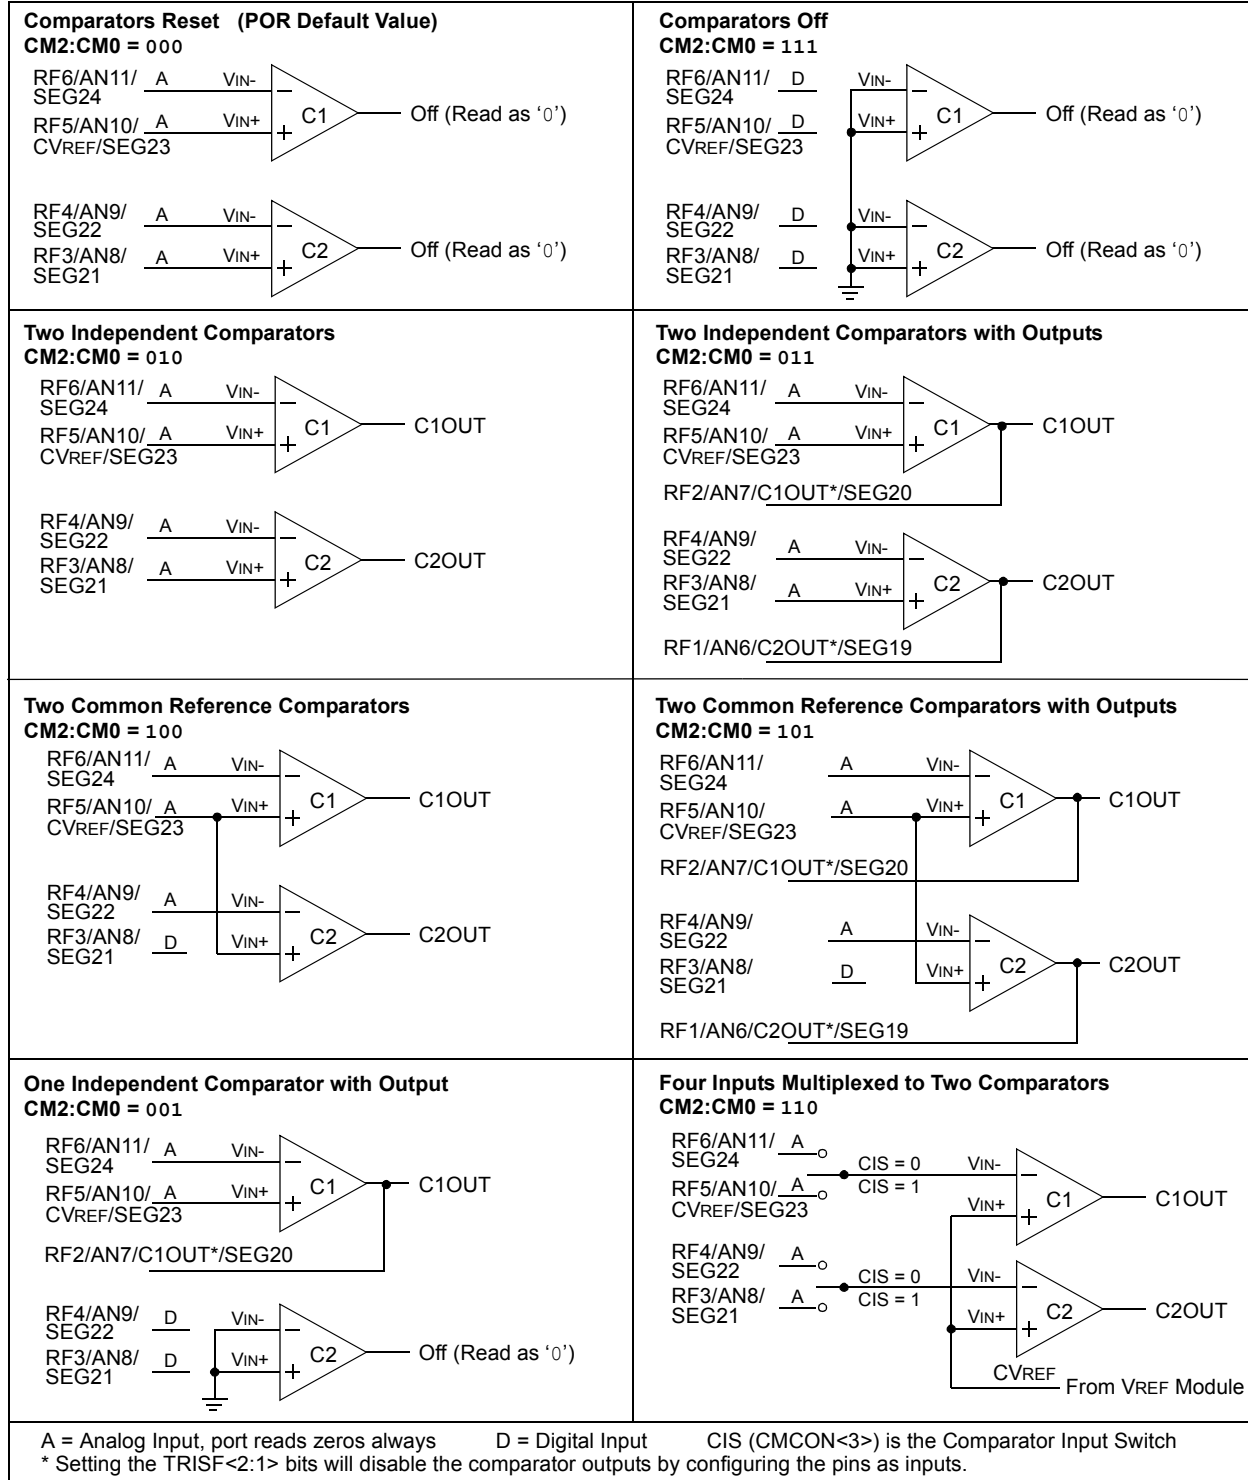 Comparators Reset (POR Default Value)
CM2:CM0 = 000
RF6/AN11/
SEG24
A
VIN-
RF5/AN10/
CVREF/SEG23
A
VIN+
C1
Off (Read as ‘0’)
RF4/AN9/
SEG22
A
VIN-
RF3/AN8/
SEG21
A
VIN+
C2
Off (Read as ‘0’)
Comparators Off
CM2:CM0 = 111
RF6/AN11/
SEG24
D
VIN-
RF5/AN10/
CVREF/SEG23
D
VIN+
C1
Off (Read as ‘0’)
RF4/AN9/
SEG22
D
VIN-
RF3/AN8/
SEG21
D
VIN+
C2
Off (Read as ‘0’)
Two Independent Comparators
CM2:CM0 = 010
RF6/AN11/
SEG24
A
VIN-
RF5/AN10/
CVREF/SEG23
A
VIN+
C1
C1OUT
RF4/AN9/
SEG22
A
VIN-
RF3/AN8/
SEG21
A
VIN+
C2
C2OUT
Two Independent Comparators with Outputs
CM2:CM0 = 011
RF6/AN11/
SEG24
A
VIN-
RF5/AN10/
CVREF/SEG23
A
VIN+
C1
C1OUT
RF2/AN7/C1OUT*/SEG20
RF4/AN9/
SEG22
A
VIN-
RF3/AN8/
SEG21
A
VIN+
C2
C2OUT
RF1/AN6/C2OUT*/SEG19
Two Common Reference Comparators
CM2:CM0 = 100
RF6/AN11/
SEG24
A
VIN-
RF5/AN10/
CVREF/SEG23
A
VIN+
C1
C1OUT
RF4/AN9/
SEG22
A
VIN-
RF3/AN8/
SEG21
D
VIN+
C2
C2OUT
Two Common Reference Comparators with Outputs
CM2:CM0 = 101
RF6/AN11/
SEG24
A
VIN-
RF5/AN10/
CVREF/SEG23
A
VIN+
C1
C1OUT
RF2/AN7/C1OUT*/SEG20
RF4/AN9/
SEG22
A
VIN-
RF3/AN8/
SEG21
D
VIN+
C2
C2OUT
RF1/AN6/C2OUT*/SEG19
One Independent Comparator with Output
CM2:CM0 = 001
RF6/AN11/
SEG24
A
VIN-
RF5/AN10/
CVREF/SEG23
A
VIN+
C1
C1OUT
RF2/AN7/C1OUT*/SEG20
RF4/AN9/
SEG22
D
VIN-
RF3/AN8/
SEG21
D
VIN+
C2
Off (Read as ‘0’)
Four Inputs Multiplexed to Two Comparators
CM2:CM0 = 110
RF6/AN11/
SEG24
A
CIS = 0
VIN-
RF5/AN10/
CVREF/SEG23
A
CIS = 1
VIN+
C1
C1OUT
RF4/AN9/
SEG22
A
CIS = 0
VIN-
RF3/AN8/
SEG21
A
CIS = 1
VIN+
C2
C2OUT
CVREF
From VREF Module
A = Analog Input, port reads zeros always D = Digital Input CIS (CMCON<3>) is the Comparator Input Switch
* Setting the TRISF<2:1> bits will disable the comparator outputs by configuring the pins as inputs.